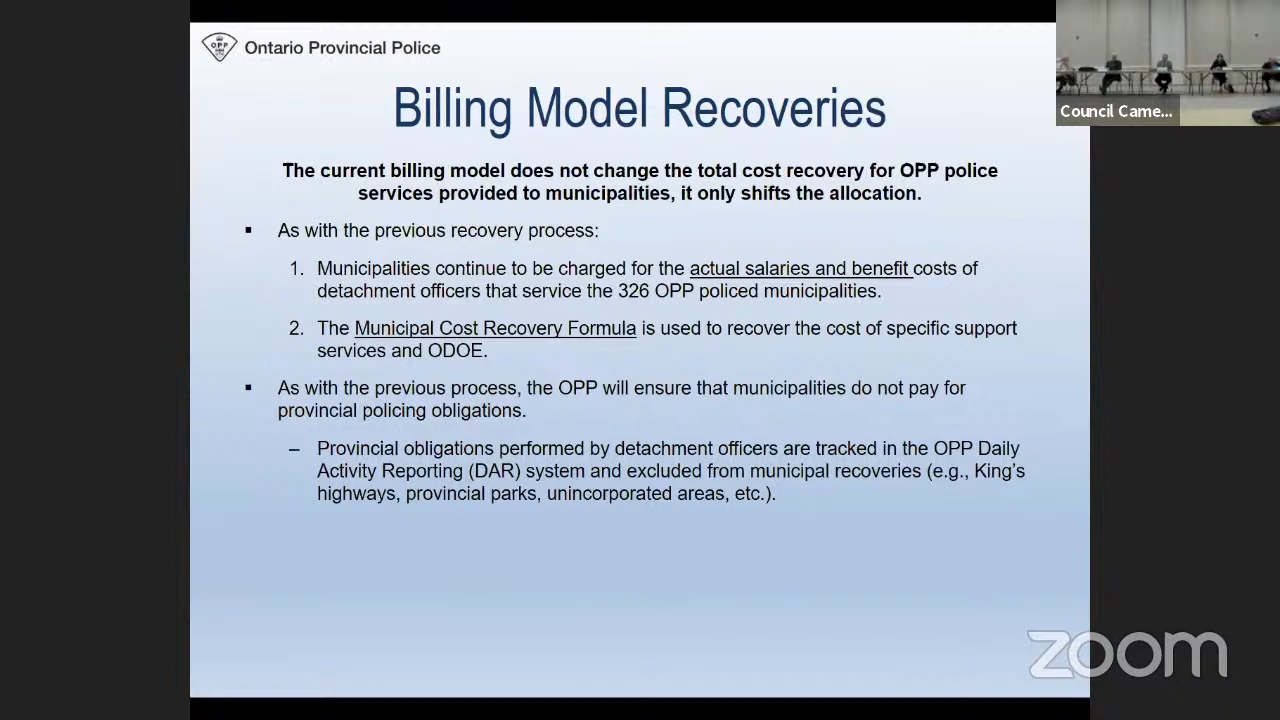 OPP
Ontario Provincial Police
Council Came...
Billing Model Recoveries
The current billing model does not change the total cost recovery for OPP police
services provided to municipalities, it only shifts the allocation.
▪ As with the previous recovery process:
1. Municipalities continue to be charged for the actual salaries and benefit costs of
detachment officers that service the 326 OPP policed municipalities.
2. The Municipal Cost Recovery Formula is used to recover the cost of specific support
services and ODOE.
▪ As with the previous process, the OPP will ensure that municipalities do not pay for
provincial policing obligations.
– Provincial obligations performed by detachment officers are tracked in the OPP Daily
Activity Reporting (DAR) system and excluded from municipal recoveries (e.g., King's
highways, provincial parks, unincorporated areas, etc.).
zoom